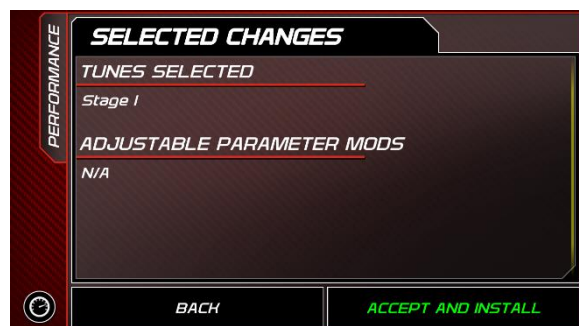 PERFORMANCE
SELECTED CHANGES
TUNES SELECTED
Stage I
ADJUSTABLE PARAMETER MODS
N/A
BACK
ACCEPT AND INSTALL